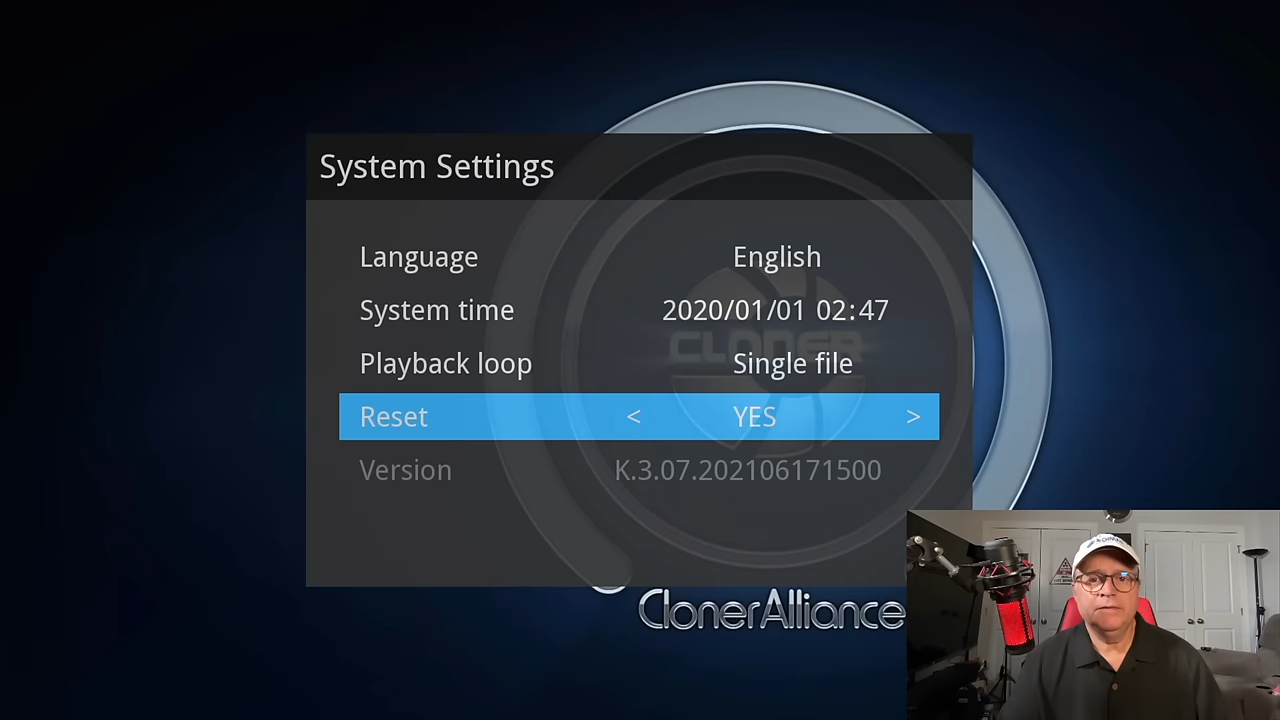 System Settings
Language English
System time 2020/01/01 02:47
Playback loop Single file
Reset < YES >
Version K.3.07.202106171500
CLONER
ClonerAlliance